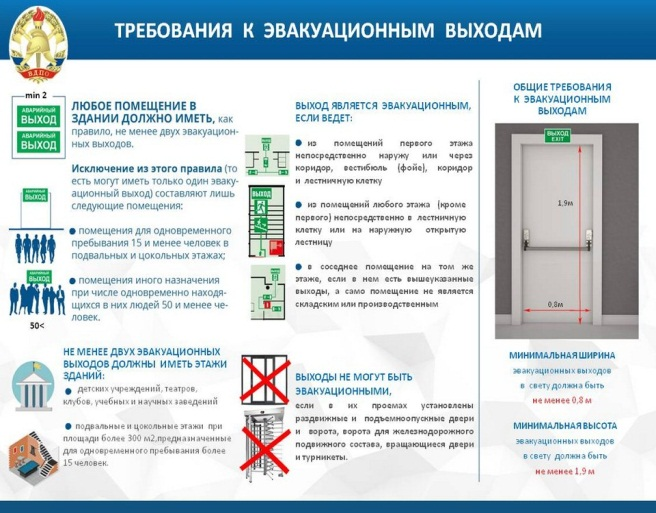 ТРЕБОВАНИЯ К ЭВАКУАЦИОННЫМ ВЫХОДАМ
ВДПО
min 2
АВАРИЙНЫЙ
ВЫХОД
АВАРИЙНЫЙ
ВЫХОД
ЛЮБОЕ ПОМЕЩЕНИЕ В
ЗДАНИИ ДОЛЖНО ИМЕТЬ, как
правило, не менее двух эвакуацион-
ных выходов.
Исключение из этого правила (то
есть могут иметь только один эваку-
ационный выход) составляют лишь
следующие помещения:
АВАРИЙНЫЙ
ВЫХОД
● помещения для одновременного
пребывания 15 и менее человек в
подвальных и цокольных этажах;
АВАРИЙНЫЙ
ВЫХОД
● помещения иного назначения
при числе одновременно находя-
щихся в них людей 50 и менее че-
ловек.
50<
НЕ МЕНЕЕ ДВУХ ЭВАКУАЦИОННЫХ
ВЫХОДОВ ДОЛЖНЫ ИМЕТЬ ЭТАЖИ
ЗДАНИЙ:
● детских учреждений, театров,
клубов, учебных и научных заведений
● подвальные и цокольные этажи при
площади более 300 м2,предназначенные
для одновременного пребывания более
15 человек.
ВЫХОД ЯВЛЯЕТСЯ ЭВАКУАЦИОННЫМ,
ЕСЛИ ВЕДЕТ:
● из помещений первого этажа
непосредственно наружу или через
коридор, вестибюль (фойе), коридор
и лестничную клетку
ВЫХОД
● из помещений любого этажа (кроме
первого) непосредственно в лестничную
клетку или на наружную открытую
лестницу
● в соседнее помещение на том же
этаже, если в нем есть вышеуказанные
выходы, а само помещение не является
складским или производственным
ВЫХОДЫ НЕ МОГУТ БЫТЬ
ЭВАКУАЦИОННЫМИ,
если в их проемах установлены
раздвижные и подъемноопускные двери
и ворота, ворота для железнодорожного
подвижного состава, вращающиеся двери
и турникеты.
ОБЩИЕ ТРЕБОВАНИЯ
К ЭВАКУАЦИОННЫМ
ВЫХОДАМ
ВЫХОД
EXIT
1,9м
0,8м
МИНИМАЛЬНАЯ ШИРИНА
эвакуационных выходов
в свету должна быть
не менее 0,8 м
МИНИМАЛЬНАЯ ВЫСОТА
эвакуационных выходов
в свету должна быть
не менее 1,9 м